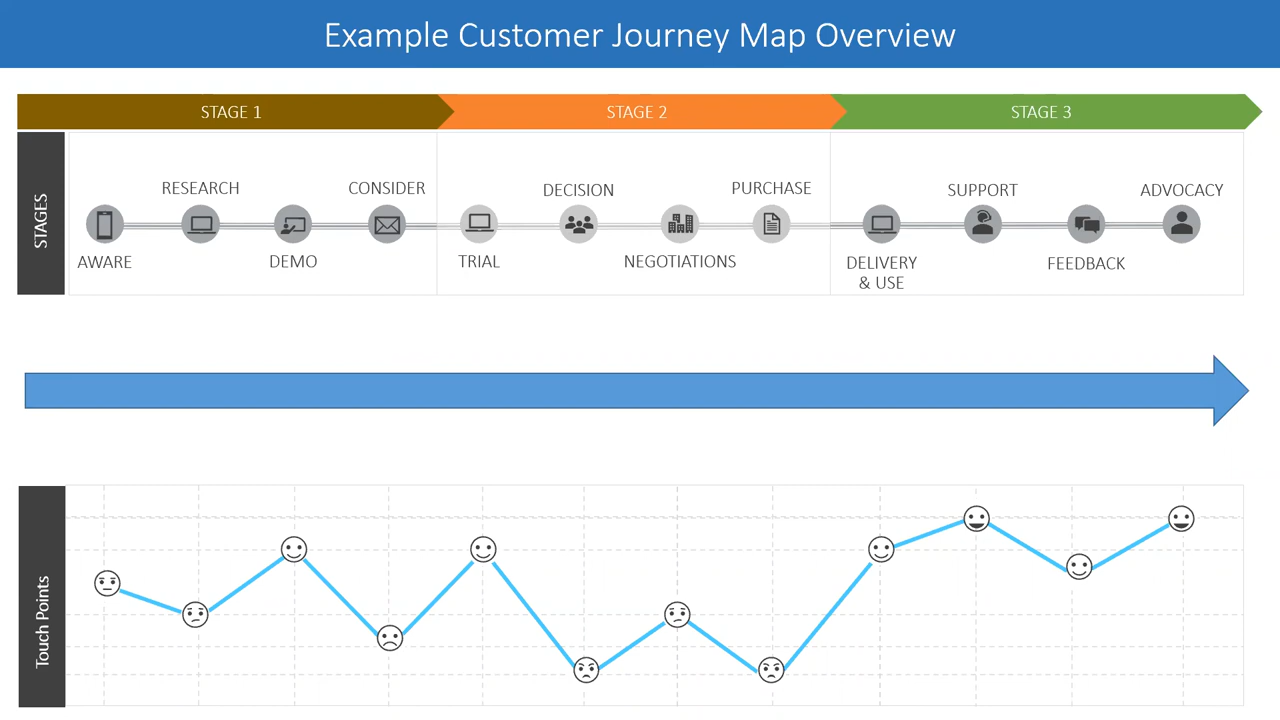 Example Customer Journey Map Overview
STAGE 1
STAGE 2
STAGE 3
STAGES
RESEARCH
CONSIDER
DECISION
PURCHASE
SUPPORT
ADVOCACY
AWARE
DEMO
TRIAL
NEGOTIATIONS
DELIVERY
& USE
FEEDBACK
Touch Points